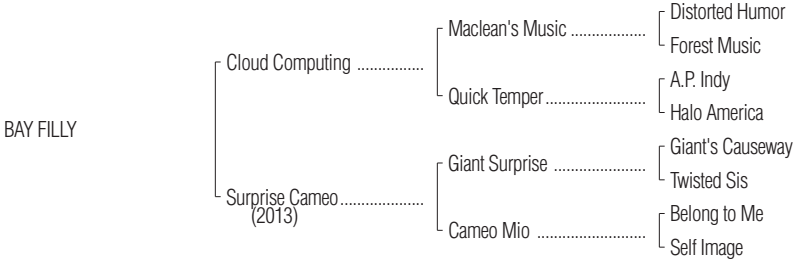 Distorted Humor
Maclean's Music ..................
Forest Music
Cloud Computing ................
A.P. Indy
Quick Temper........................
Halo America
BAY FILLY
Giant's Causeway
Giant Surprise ......................
Twisted Sis
Surprise Cameo....................
(2013)
Belong to Me
Cameo Mio ..........................
Self Image